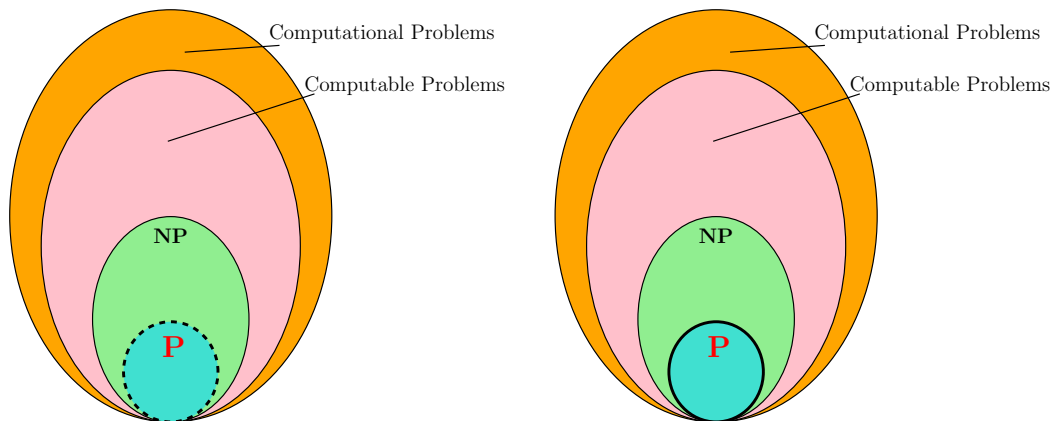 Computational Problems
Computable Problems
NP
P
Computational Problems
Computable Problems
NP
P